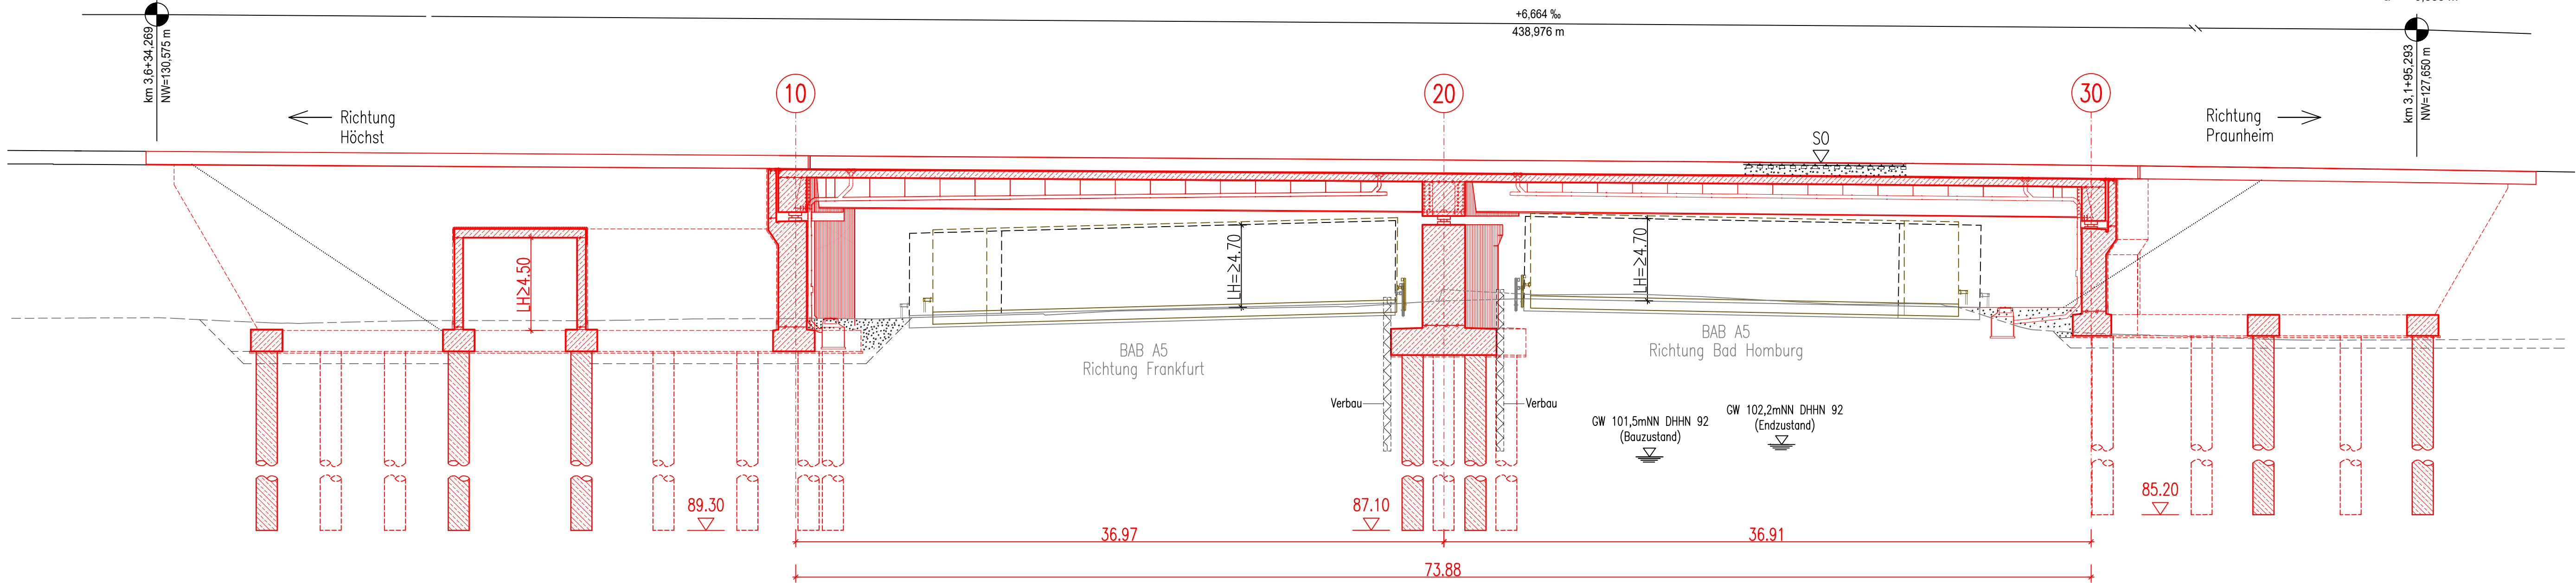 +6,664 ‰
438,976 m
km 3,6+34,269
NW=130,575 m
km 3,1+95,293
NW=127,650 m
10
20
30
Richtung
Höchst
Richtung
Praunheim
SO
LH≥4.50
LH=≥4.70
LH=≥4.70
BAB A5
Richtung Frankfurt
BAB A5
Richtung Bad Homburg
Verbau
Verbau
GW 101,5mNN DHHN 92
(Bauzustand)
GW 102,2mNN DHHN 92
(Endzustand)
89.30
87.10
85.20
36.97
36.91
73.88